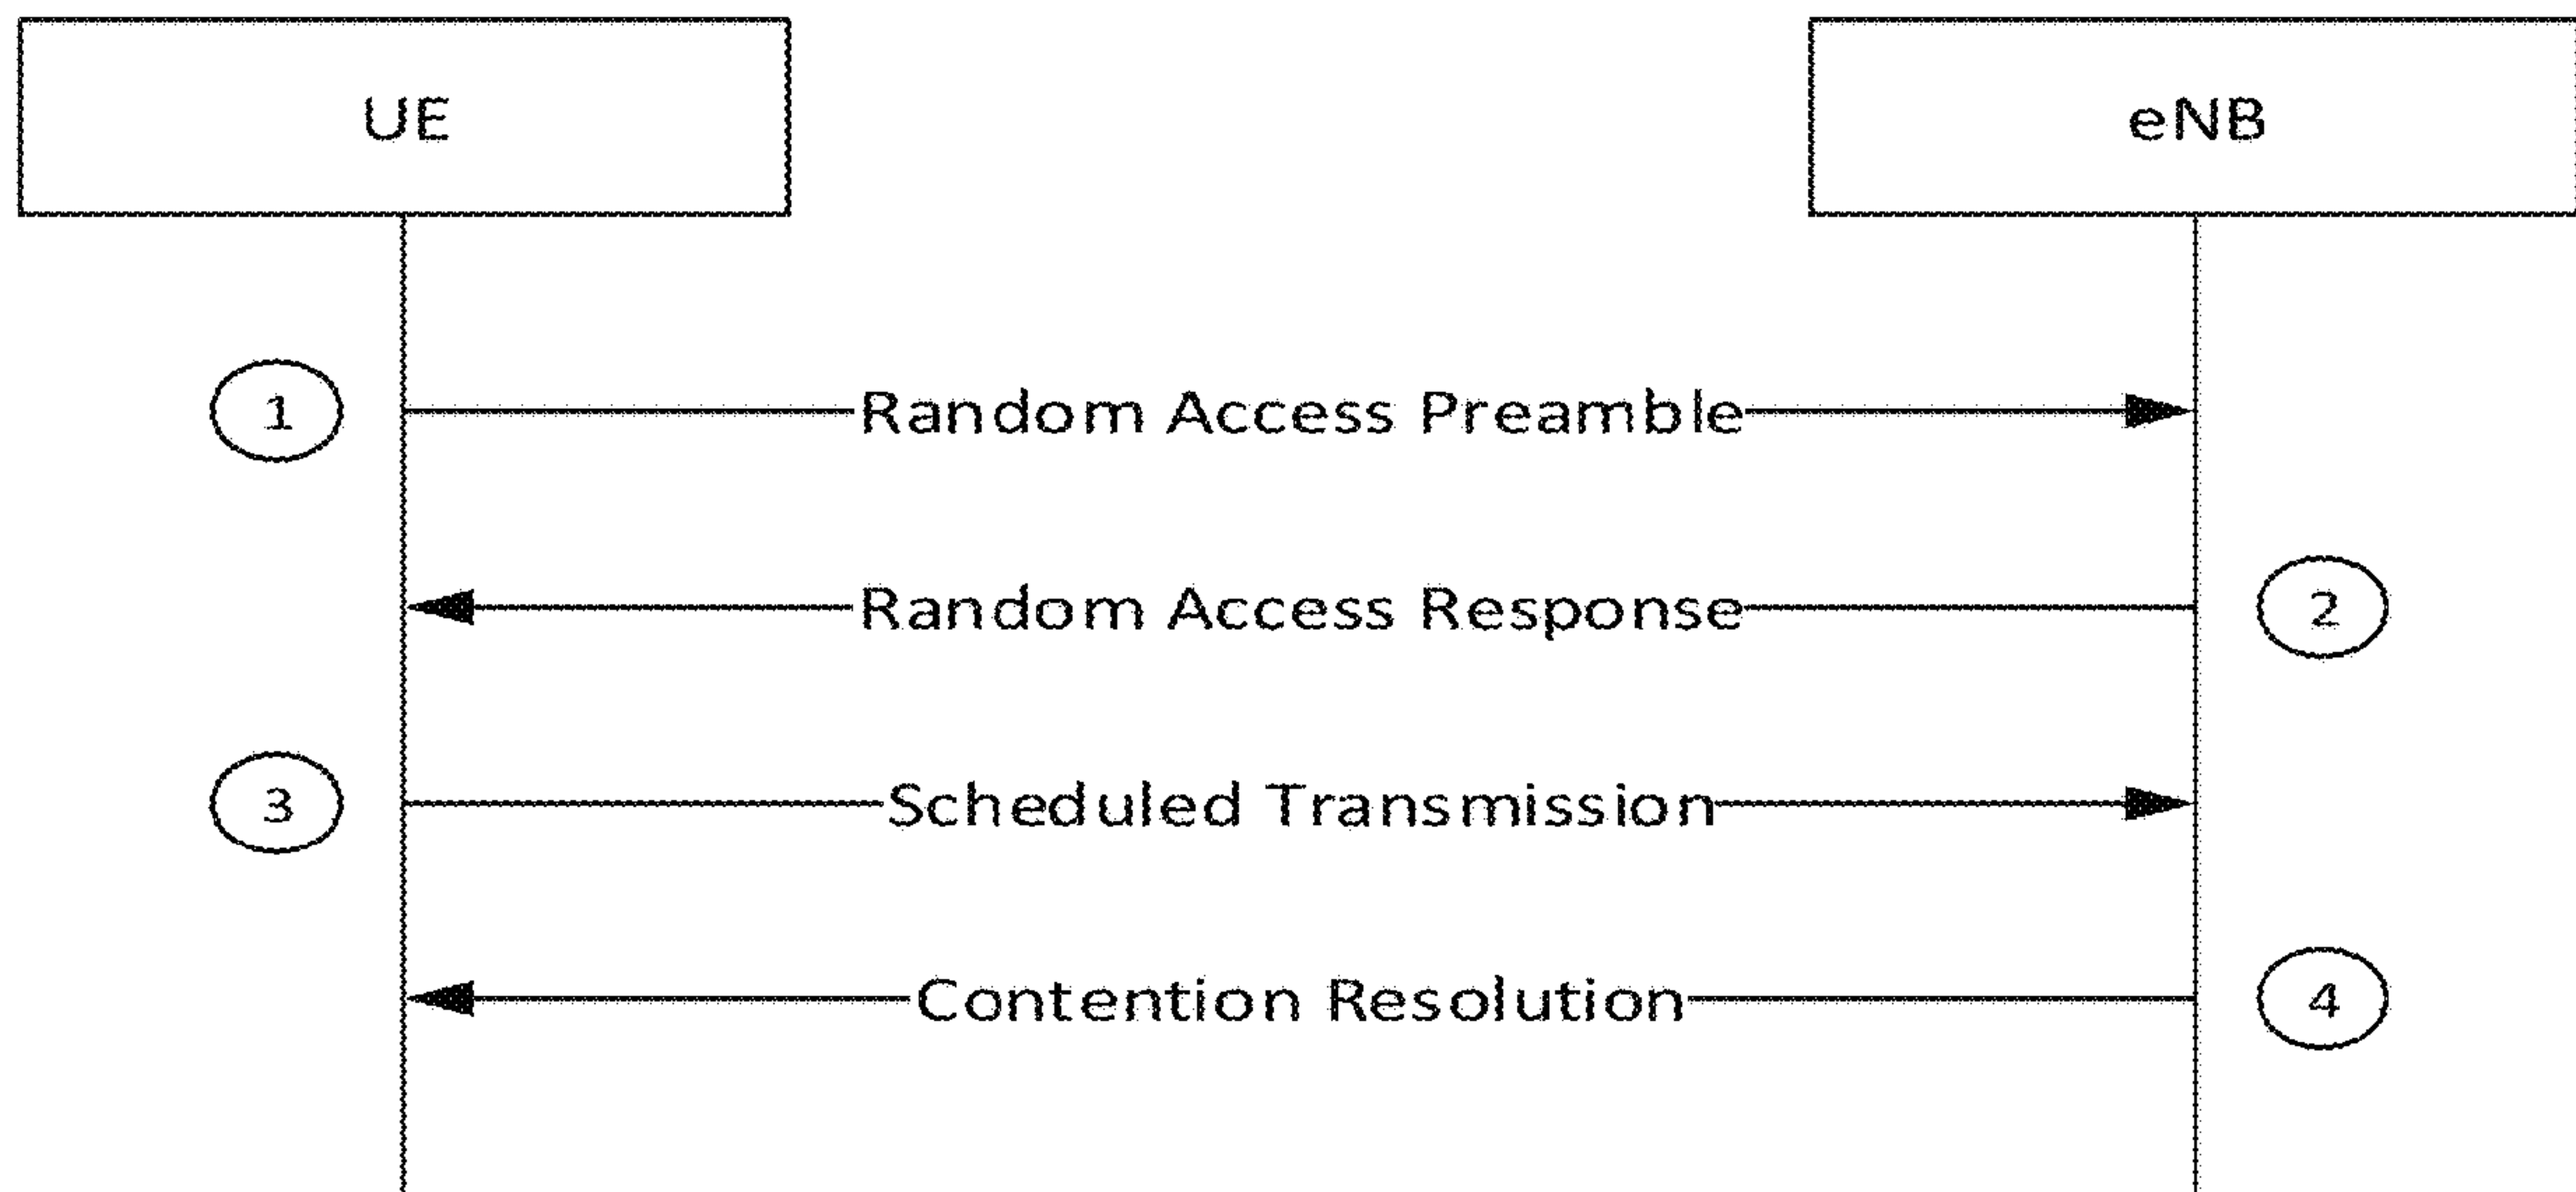 UE
eNB
1
Random Access Preamble
Random Access Response
2
3
Scheduled Transmission
Contention Resolution
4